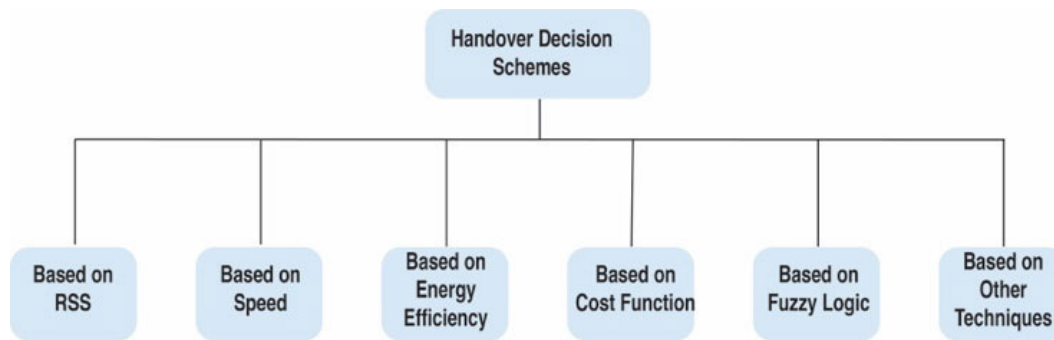 Handover Decision
Schemes
Based on
RSS
Based on
Speed
Based on
Energy
Efficiency
Based on
Cost Function
Based on
Fuzzy Logic
Based on
Other
Techniques